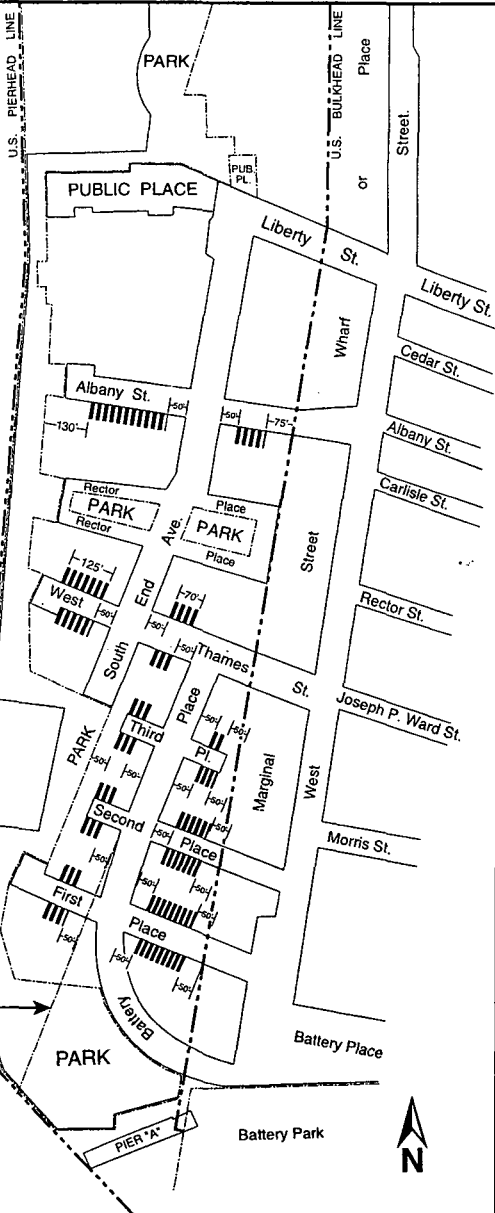 U.S. PIERHEAD LINE
PARK
U.S. BULKHEAD LINE
Place
or
Street.
PUB.
PL.
PUBLIC PLACE
Liberty
St.
Liberty St.
Wharf
Cedar St.
Albany St.
50'
50'
75'
130'
Albany St.
Rector
PARK
Rector
Place
PARK
Place
Carlisle St.
Ave.
125'
West
50'
End
70'
50'
50'
Street
Rector St.
South
Thames
St.
Joseph P. Ward St.
Place
50'
50'
Third
Pl.
PARK
50'
50'
50'
50'
Marginal
West
Second
50'
Place
50'
Morris St.
50'
50'
50'
First
50'
Place
50'
50'
Battery
Battery Place
PARK
PIER "A"
Battery Park
N